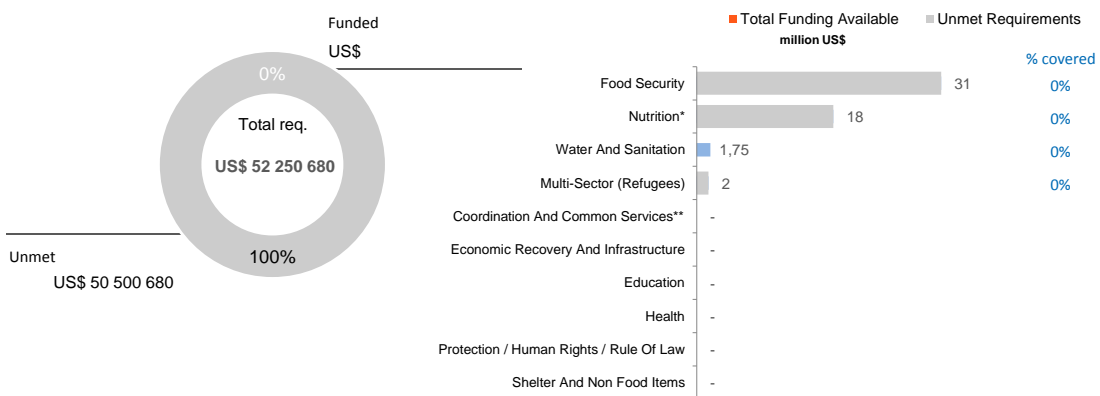 Funded
US$
0%
Total req.
US$ 52 250 680
100%
Unmet
US$ 50 500 680
Total Funding Available Unmet Requirements
million US$
% covered
Food Security 31 0%
Nutrition* 18 0%
Water And Sanitation 1,75 0%
Multi-Sector (Refugees) 2 0%
Coordination And Common Services** -
Economic Recovery And Infrastructure -
Education -
Health -
Protection / Human Rights / Rule Of Law -
Shelter And Non Food Items -